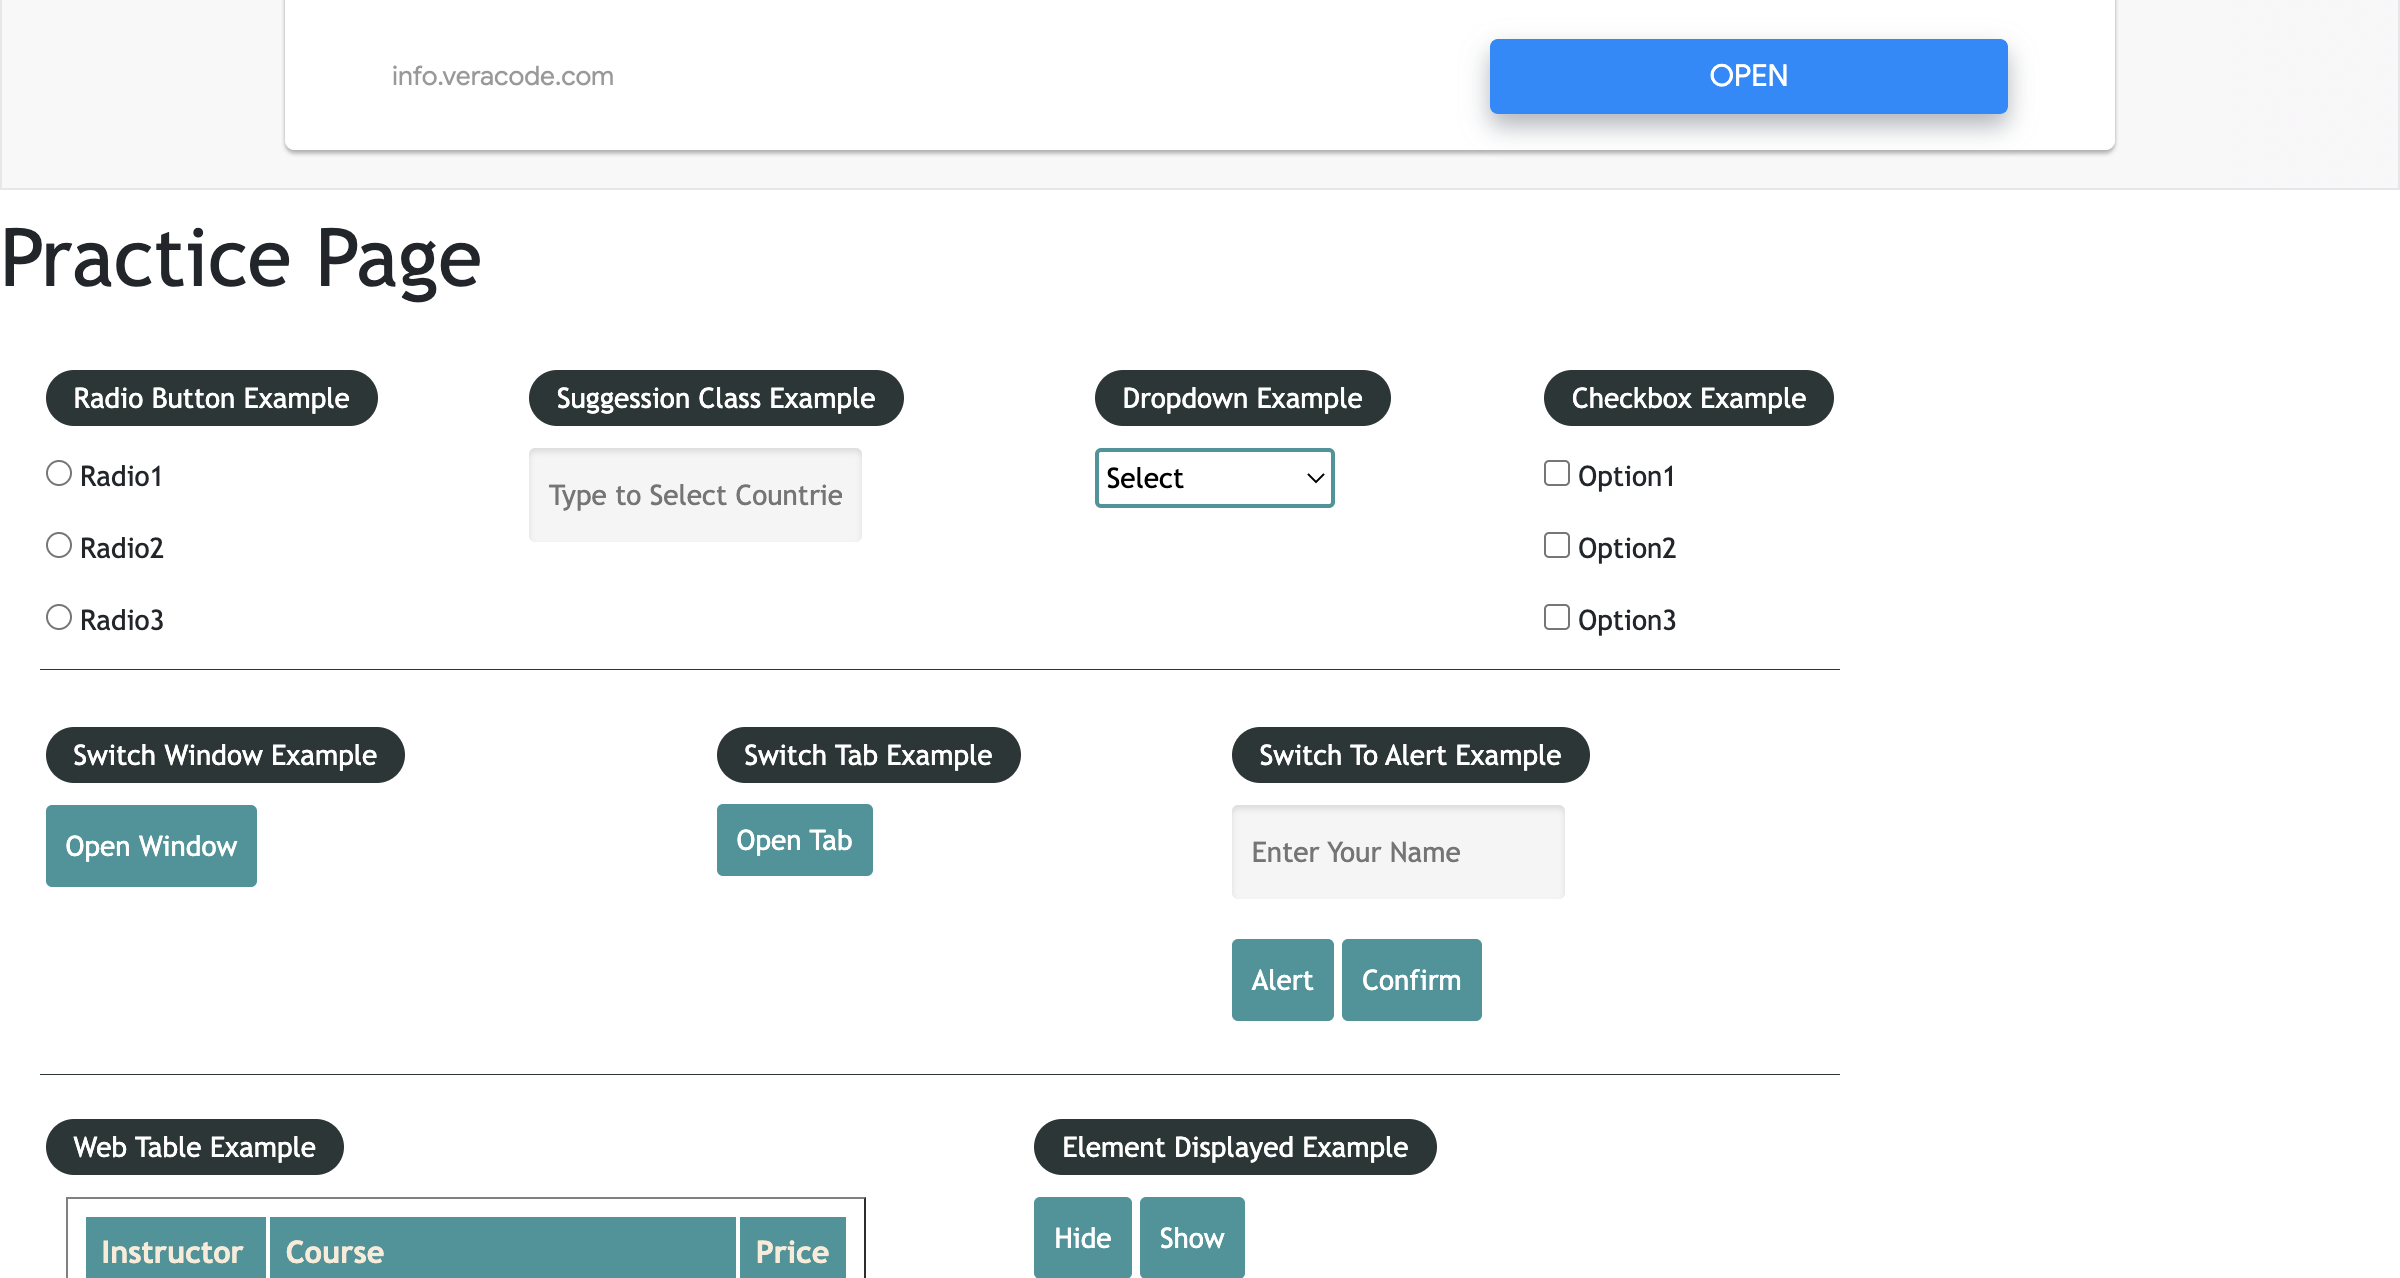 info.veracode.com
OPEN
Practice Page
Radio Button Example
Radio1
Radio2
Radio3
Suggession Class Example
Type to Select Countrie
Dropdown Example
Select
Checkbox Example
Option1
Option2
Option3
Switch Window Example
Open Window
Switch Tab Example
Open Tab
Switch To Alert Example
Enter Your Name
Alert Confirm
Web Table Example
Instructor Course Price
Element Displayed Example
Hide Show